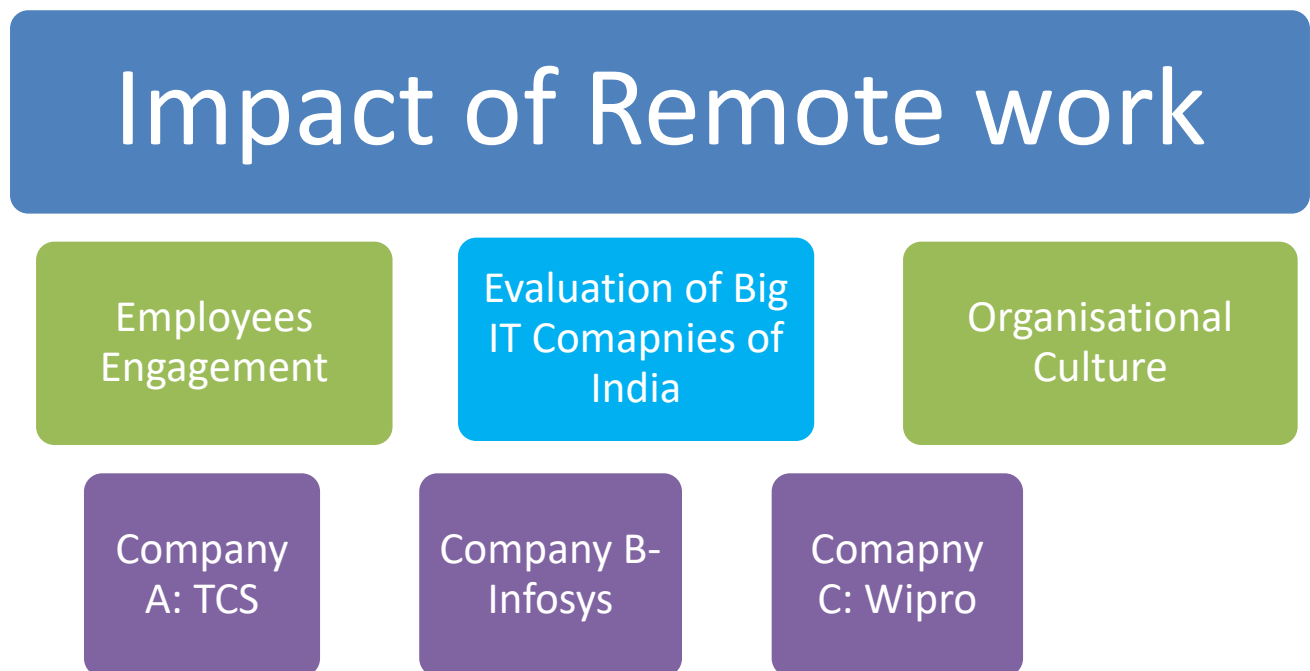 Impact of Remote work
Employees
Engagement
Evaluation of Big
IT Comapnies of
India
Organisational
Culture
Company
A: TCS
Company B-
Infosys
Comapny
C: Wipro